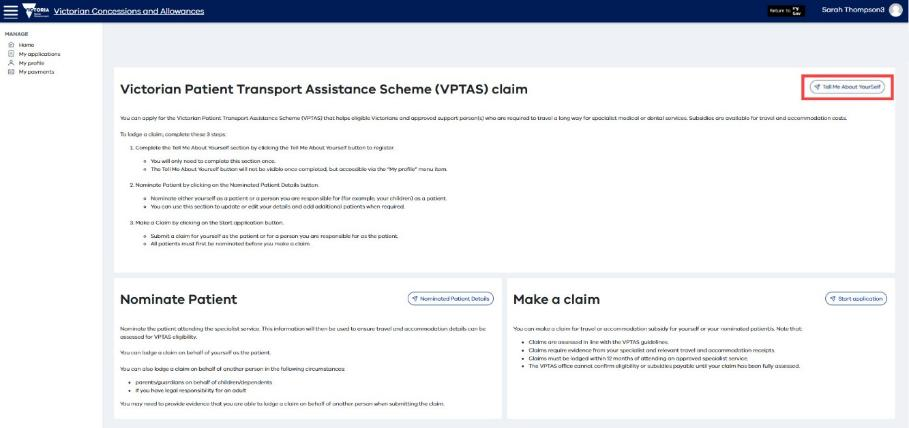 VICTORIA
Victorian Concessions and Allowances
Return to my Gov
Sarah Thompson3
MANAGE
Home
My applications
My profile
My payments
Victorian Patient Transport Assistance Scheme (VPTAS) claim
Tell Me About YourSelf
You can apply for the Victorian Patient Transport Assistance Scheme (VPTAS) that helps eligible Victorians and approved support person(s) who are required to travel a long way for specialist medical or dental services. Subsidies are available for travel and accommodation costs.
To lodge a claim, complete these 3 steps:
1. Complete the Tell Me About Yourself section by clicking the Tell Me About Yourself button to register.
You will only need to complete this section once.
The Tell Me About Yourself button will not be visible once completed, but accessible via the "My profile" menu item.
2. Nominate Patient by clicking on the Nominated Patient Details button.
Nominate either yourself as a patient or a person you are responsible for (for example, your children) as a patient.
You can use this section to update or edit your details and add additional patients when required.
3. Make a Claim by clicking on the Start application button.
Submit a claim for yourself as the patient or for a person you are responsible for as the patient.
All patients must first be nominated before you make a claim.
Nominate Patient
Nominated Patient Details
Nominate the patient attending the specialist service. This information will then be used to ensure travel and accommodation details can be
assessed for VPTAS eligibility.
You can lodge a claim on behalf of yourself as the patient.
You can also lodge a claim on behalf of another person in the following circumstances:
parents/guardians on behalf of children/dependents
if you have legal responsibility for an adult
You may need to provide evidence that you are able to lodge a claim on behalf of another person when submitting the claim.
Make a claim
Start application
You can make a claim for travel or accommodation subsidy for yourself or your nominated patient/s. Note that:
Claims are assessed in line with the VPTAS guidelines.
Claims require evidence from your specialist and relevant travel and accommodation receipts.
Claims must be lodged within 12 months of attending an approved specialist service.
The VPTAS office cannot confirm eligibility or subsidies payable until your claim has been fully assessed.